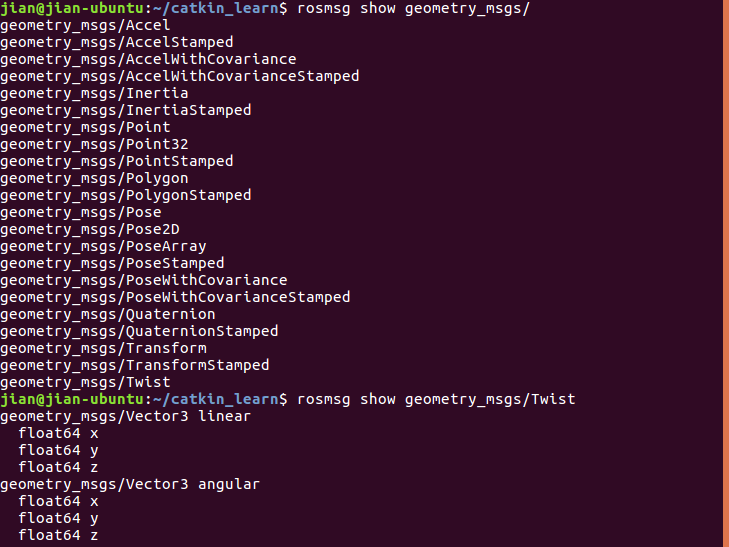 jian@jian-ubuntu:~/catkin_learn$ rosmsg show geometry_msgs/
geometry_msgs/Accel
geometry_msgs/AccelStamped
geometry_msgs/AccelWithCovariance
geometry_msgs/AccelWithCovarianceStamped
geometry_msgs/Inertia
geometry_msgs/InertiaStamped
geometry_msgs/Point
geometry_msgs/Point32
geometry_msgs/PointStamped
geometry_msgs/Polygon
geometry_msgs/PolygonStamped
geometry_msgs/Pose
geometry_msgs/Pose2D
geometry_msgs/PoseArray
geometry_msgs/PoseStamped
geometry_msgs/PoseWithCovariance
geometry_msgs/PoseWithCovarianceStamped
geometry_msgs/Quaternion
geometry_msgs/QuaternionStamped
geometry_msgs/Transform
geometry_msgs/TransformStamped
geometry_msgs/Twist
jian@jian-ubuntu:~/catkin_learn$ rosmsg show geometry_msgs/Twist
geometry_msgs/Vector3 linear
  float64 x
  float64 y
  float64 z
geometry_msgs/Vector3 angular
  float64 x
  float64 y
  float64 z